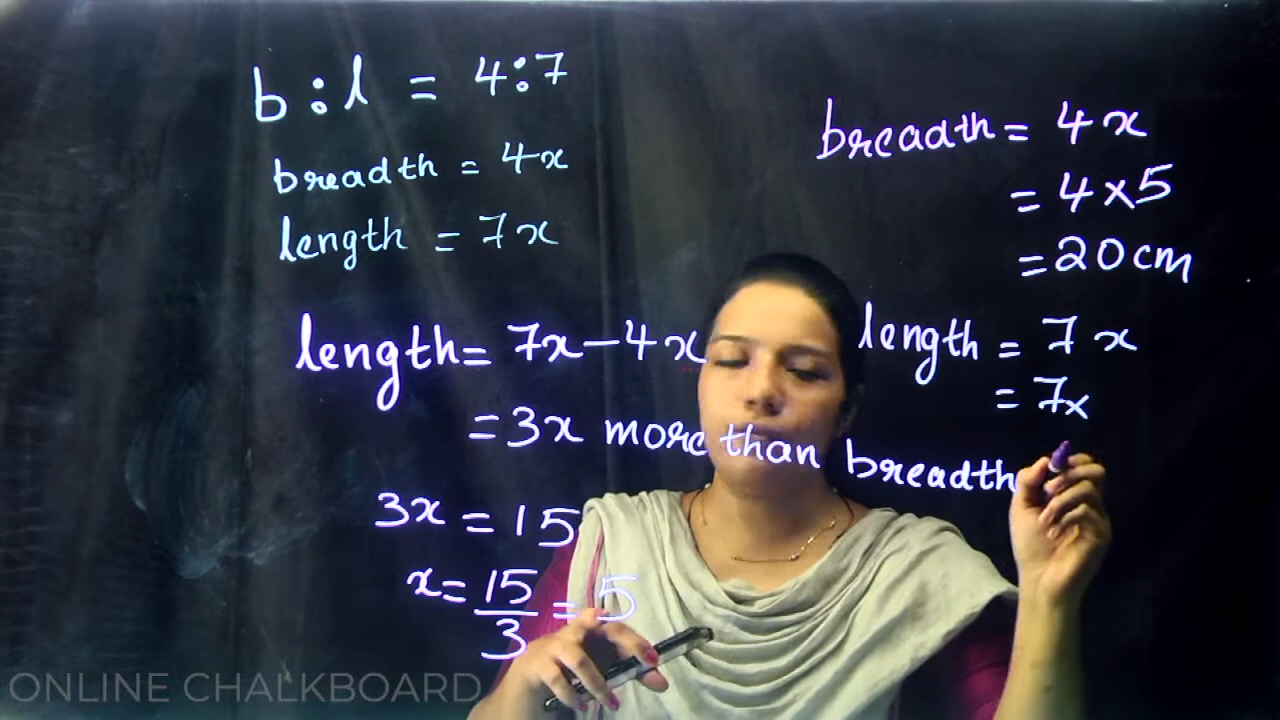 b : l = 4:7
breadth = 4x
length = 7x
length = 7x - 4x
= 3x more than breadth
3x = 15
x = 15/3 = 5
breadth = 4x
= 4×5
= 20cm
length = 7x
= 7×
ONLINE CHALKBOARD